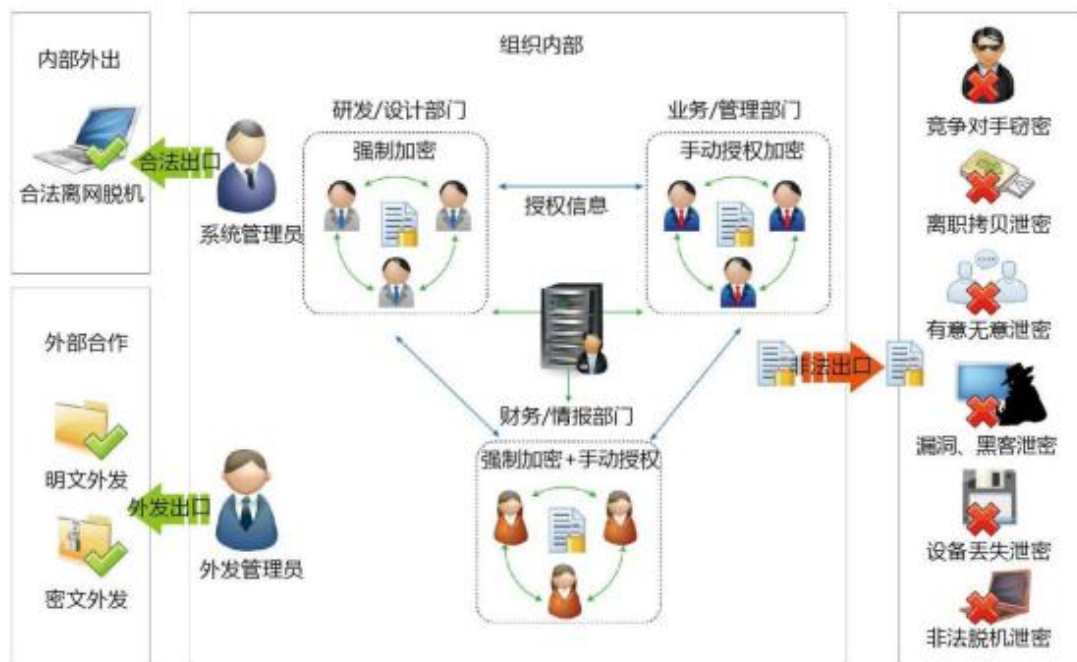 内部外出
合法离网脱机
合法出口
系统管理员
外部合作
明文外发
密文外发
外发出口
外发管理员
组织内部
研发/设计部门
强制加密
授权信息
业务/管理部门
手动授权加密
财务/情报部门
强制加密+手动授权
非法出口
竞争对手窃密
离职拷贝泄密
有意无意泄密
漏洞、黑客泄密
设备丢失泄密
非法脱机泄密